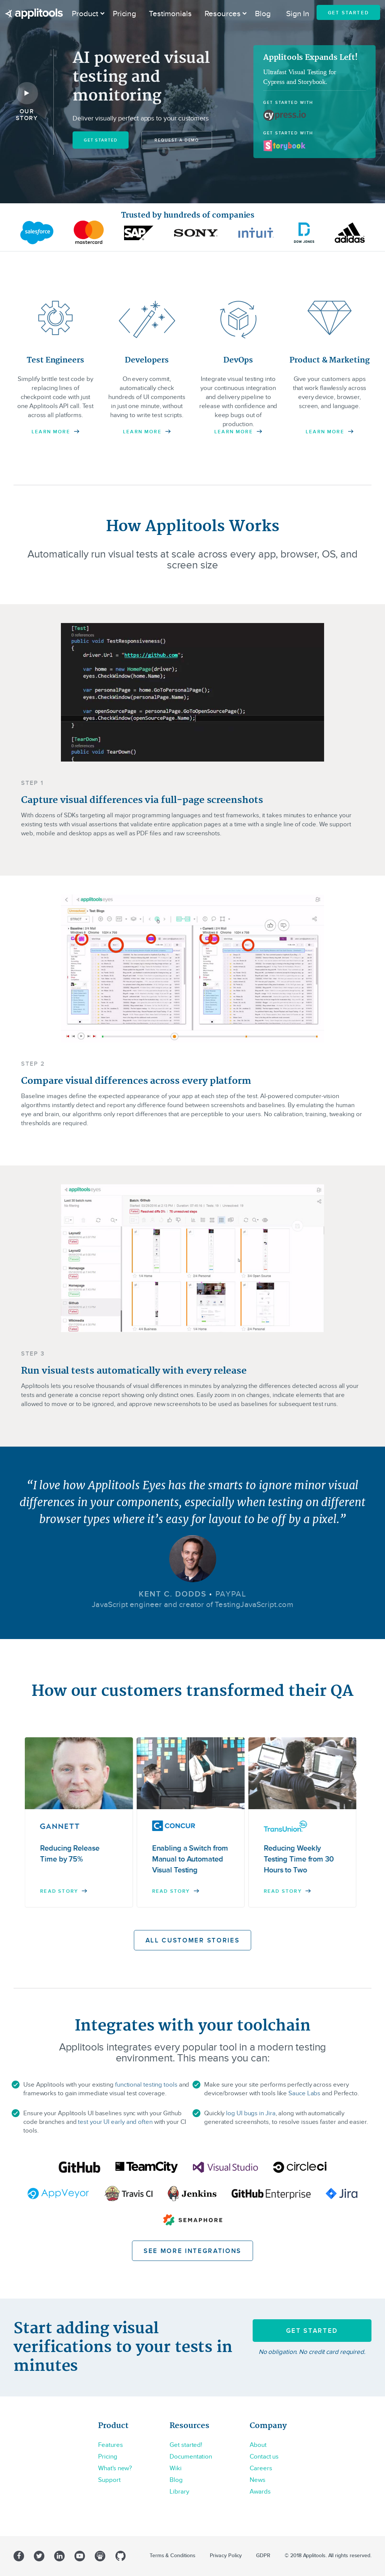 applitools Product Pricing Testimonials Resources Blog Sign In GET STARTED
AI powered visual
testing and
monitoring
Deliver visually perfect apps to your customers
GET STARTED REQUEST A DEMO
OUR
STORY
Applitools Expands Left!
Ultrafast Visual Testing for
Cypress and Storybook.
GET STARTED WITH
cypress.io
GET STARTED WITH
Storybook
Trusted by hundreds of companies
salesforce mastercard SAP SONY intuit DOW JONES adidas
Test Engineers
Simplify brittle test code by
replacing lines of
checkpoint code with just
one Applitools API call. Test
across all platforms.
LEARN MORE
Developers
On every commit,
automatically check
hundreds of UI components
in just one minute, without
having to write test scripts.
LEARN MORE
DevOps
Integrate visual testing into
your continuous integration
and delivery pipeline to
release with confidence and
keep bugs out of
production.
LEARN MORE
Product & Marketing
Give your customers apps
that work flawlessly across
every device, browser,
screen, and language.
LEARN MORE
How Applitools Works
Automatically run visual tests at scale across every app, browser, OS, and
screen size
[Test]
0 references
public void TestResponsiveness()
{
driver.Url = "https://github.com";
var home = new HomePage(driver);
eyes.CheckWindow(home.Name);
var personalPage = home.GoToPersonalPage();
eyes.CheckWindow(personalPage.Name);
var openSourcePage = personalPage.GoToOpenSourcePage();
eyes.CheckWindow(openSourcePage.Name);
}
[TearDown]
0 references
public void TearDown()
{
STEP 1
Capture visual differences via full-page screenshots
With dozens of SDKs targeting all major programming languages and test frameworks, it takes minutes to enhance your
existing tests with visual assertions that validate entire application pages at a time with a single line of code. We support
web, mobile and desktop apps as well as PDF files and raw screenshots.
applitools eyes
STEP 2
Compare visual differences across every platform
Baseline images define the expected appearance of your app at each step of the test. AI-powered computer-vision
algorithms instantly detect and report any difference found between screenshots and baselines. By emulating the human
eye and brain, our algorithms only report differences that are perceptible to your users. No calibration, training, tweaking or
thresholds are required.
applitools eyes
STEP 3
Run visual tests automatically with every release
Applitools lets you resolve thousands of visual differences in minutes by analyzing the differences detected across all your
tests and generate a concise report showing only distinct ones. Easily zoom in on changes, indicate elements that are
allowed to move or to be ignored, and approve new screenshots to be used as baselines for subsequent test runs.
“I love how Applitools Eyes has the smarts to ignore minor visual
differences in your components, especially when testing on different
browser types where it’s easy for layout to be off by a pixel.”
KENT C. DODDS • PAYPAL
JavaScript engineer and creator of TestingJavaScript.com
How our customers transformed their QA
GANNETT
Reducing Release
Time by 75%
READ STORY
CONCUR
Enabling a Switch from
Manual to Automated
Visual Testing
READ STORY
TransUnion
Reducing Weekly
Testing Time from 30
Hours to Two
READ STORY
ALL CUSTOMER STORIES
Integrates with your toolchain
Applitools integrates every popular tool in a modern testing
environment. This means you can:
Use Applitools with your existing functional testing tools and
frameworks to gain immediate visual test coverage.
Make sure your site performs perfectly across every
device/browser with tools like Sauce Labs and Perfecto.
Ensure your Applitools UI baselines sync with your Github
code branches and test your UI early and often with your CI
tools.
Quickly log UI bugs in Jira, along with automatically
generated screenshots, to resolve issues faster and easier.
GitHub TeamCity Visual Studio circleci
AppVeyor Travis CI Jenkins GitHub Enterprise Jira
SEMAPHORE
SEE MORE INTEGRATIONS
Start adding visual
verifications to your tests in
minutes
GET STARTED
No obligation. No credit card required.
Product
Features
Pricing
What's new?
Support
Resources
Get started!
Documentation
Wiki
Blog
Library
Company
About
Contact us
Careers
News
Awards
Terms & Conditions Privacy Policy GDPR © 2018 Applitools. All rights reserved.